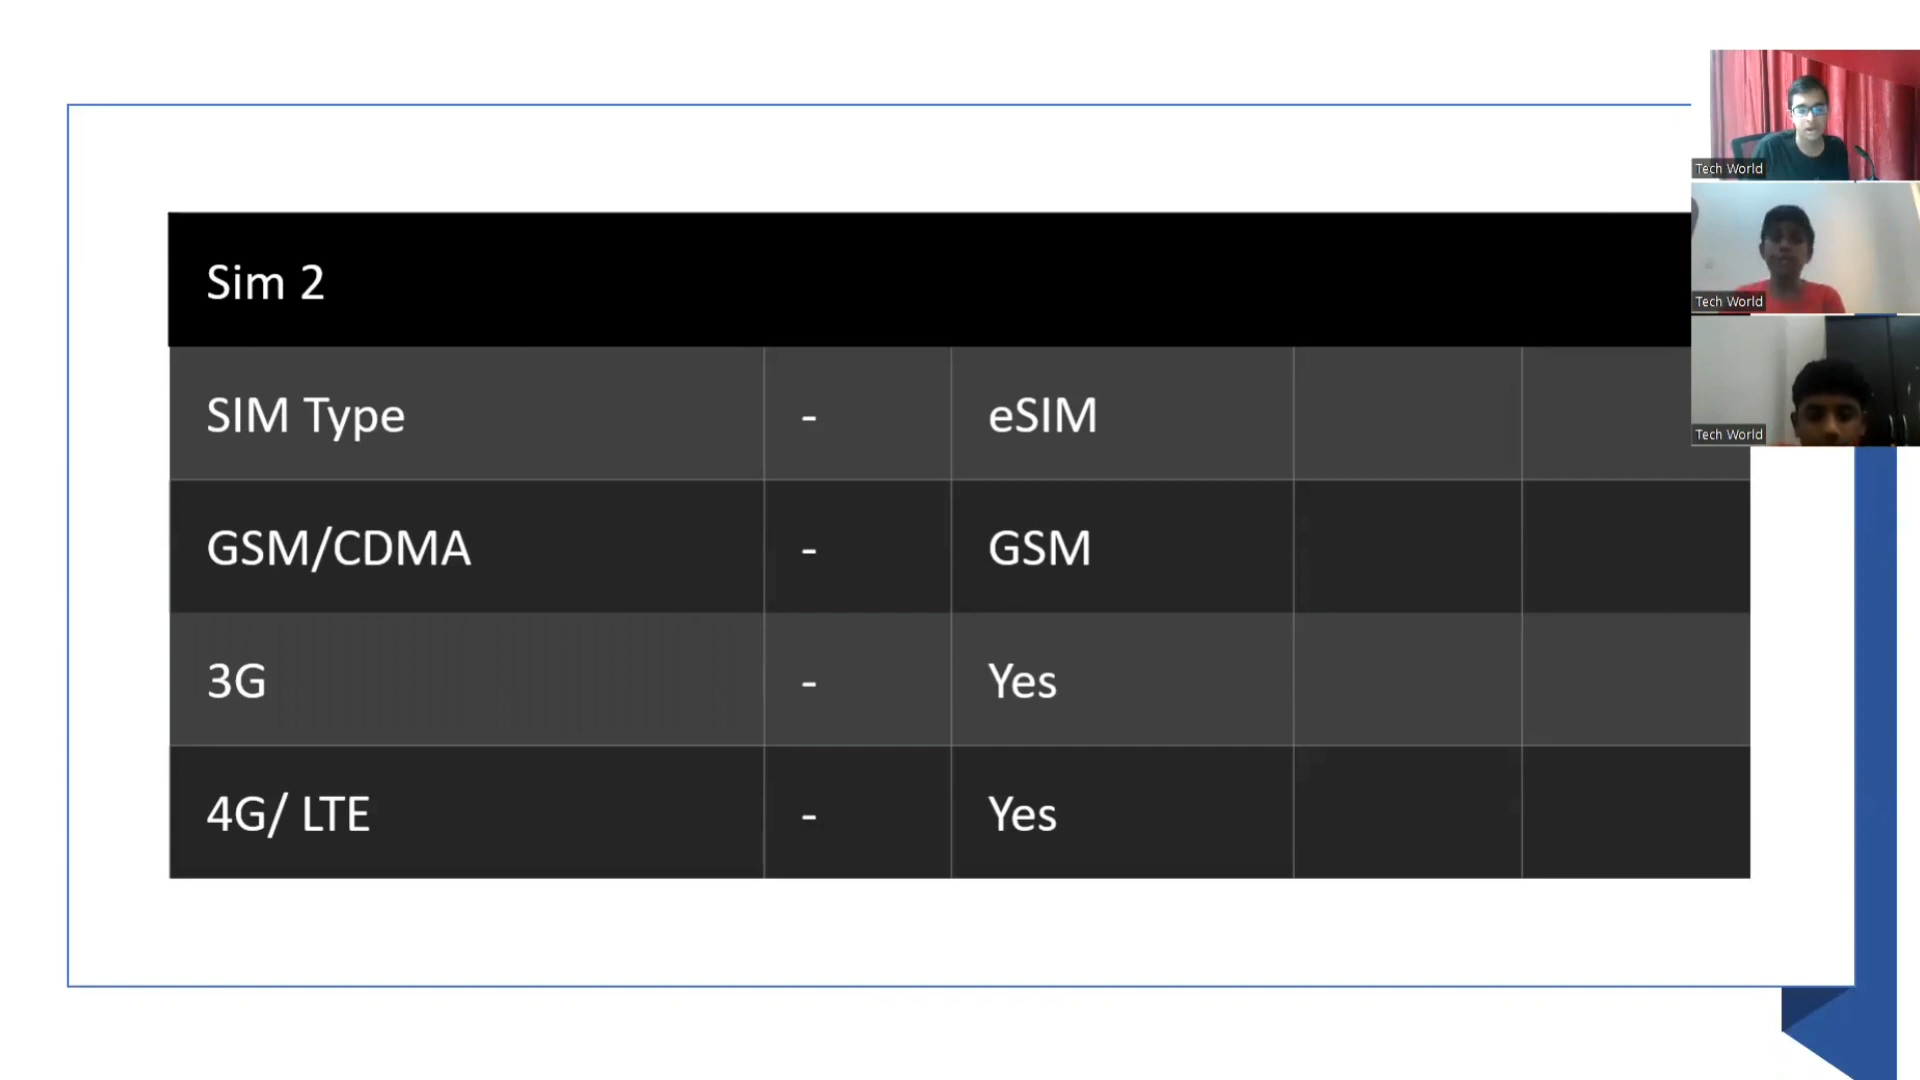 Sim 2
SIM Type - eSIM
GSM/CDMA - GSM
3G - Yes
4G/ LTE - Yes
Tech World
Tech World
Tech World